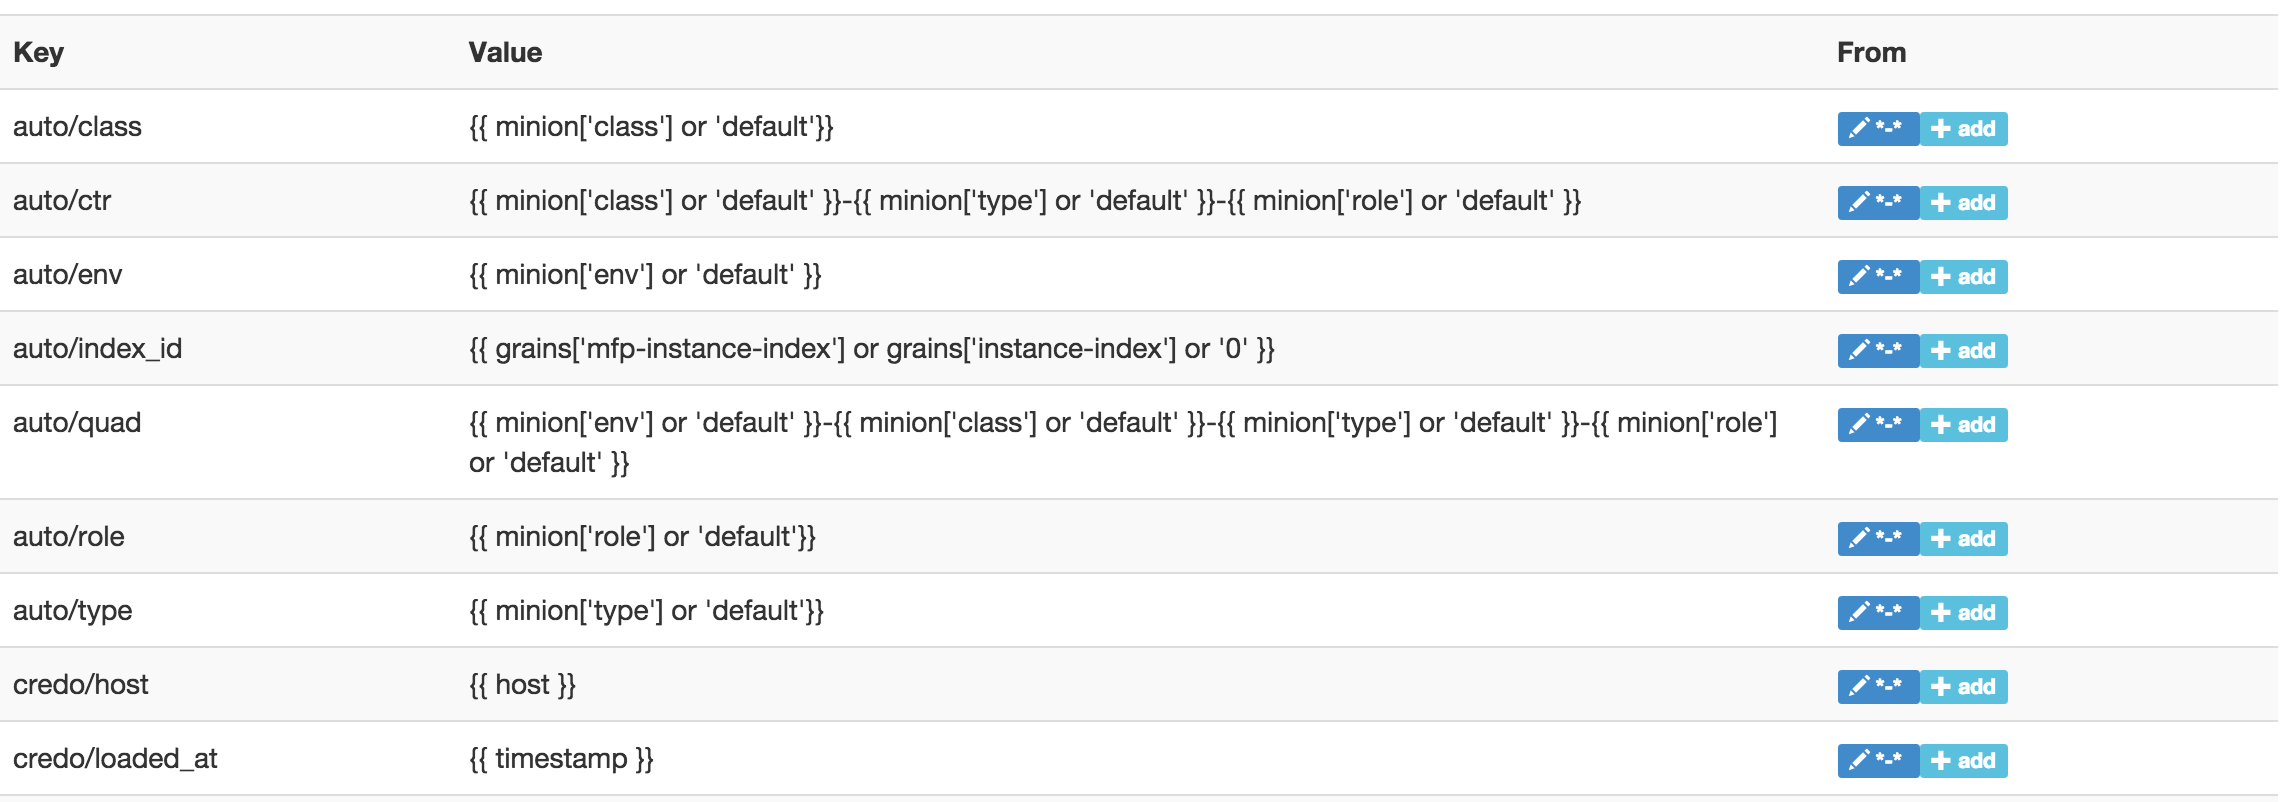 Key Value From
auto/class {{ minion['class'] or 'default'}} *-* add
auto/ctr {{ minion['class'] or 'default' }}-{{ minion['type'] or 'default' }}-{{ minion['role'] or 'default' }} *-* add
auto/env {{ minion['env'] or 'default' }} *-* add
auto/index_id {{ grains['mfp-instance-index'] or grains['instance-index'] or '0' }} *-* add
auto/quad {{ minion['env'] or 'default' }}-{{ minion['class'] or 'default' }}-{{ minion['type'] or 'default' }}-{{ minion['role'] *-* add
or 'default' }}
auto/role {{ minion['role'] or 'default'}} *-* add
auto/type {{ minion['type'] or 'default'}} *-* add
credo/host {{ host }} *-* add
credo/loaded_at {{ timestamp }} *-* add